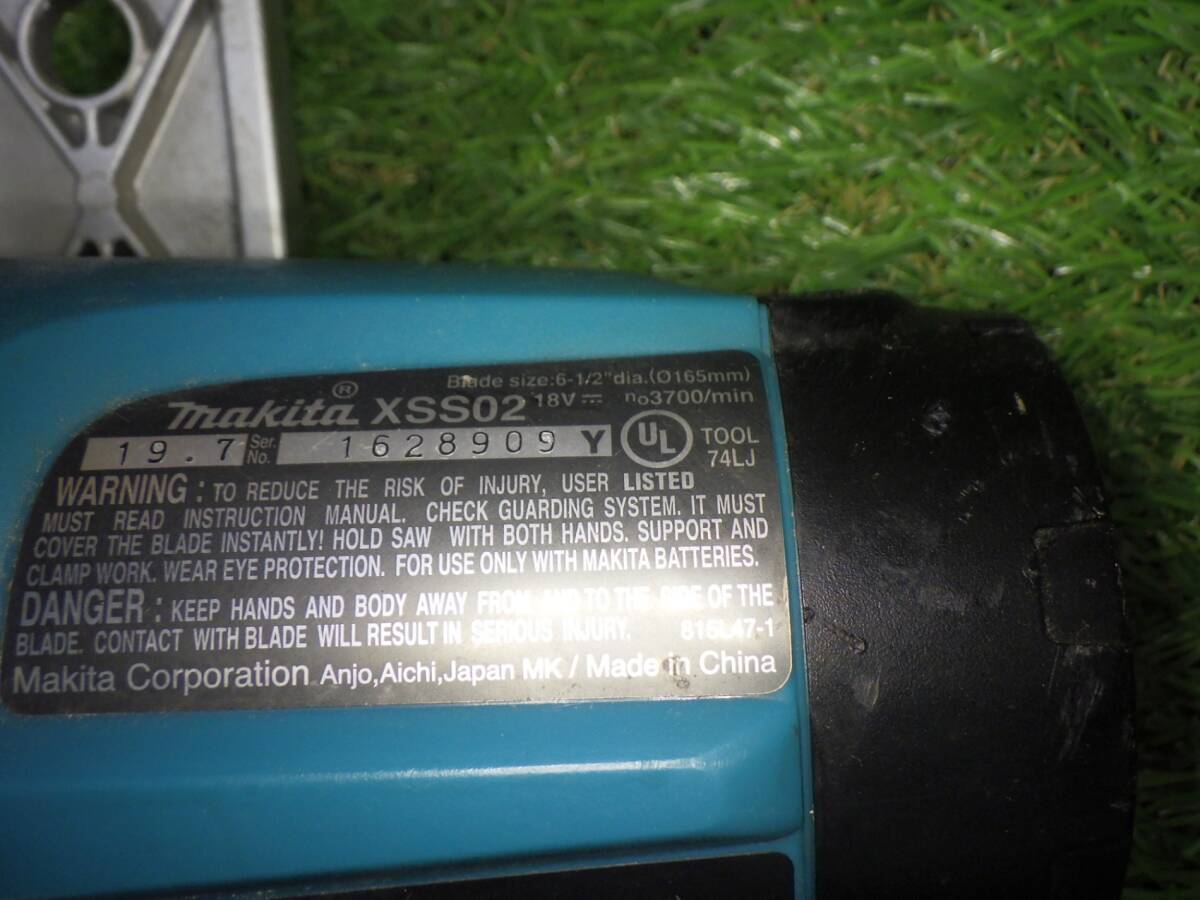 Blade size:6-1/2"dia.(Ø165mm)
makita® XSS02 18V ⎓ n₀3700/min
19.7 Ser. No. 1628909 Y UL TOOL 74LJ
WARNING : TO REDUCE THE RISK OF INJURY, USER LISTED
MUST READ INSTRUCTION MANUAL. CHECK GUARDING SYSTEM. IT MUST
COVER THE BLADE INSTANTLY! HOLD SAW WITH BOTH HANDS. SUPPORT AND
CLAMP WORK. WEAR EYE PROTECTION. FOR USE ONLY WITH MAKITA BATTERIES.
DANGER : KEEP HANDS AND BODY AWAY FROM AND TO THE SIDE OF THE
BLADE. CONTACT WITH BLADE WILL RESULT IN SERIOUS INJURY. 815L47-1
Makita Corporation Anjo,Aichi,Japan MK / Made in China